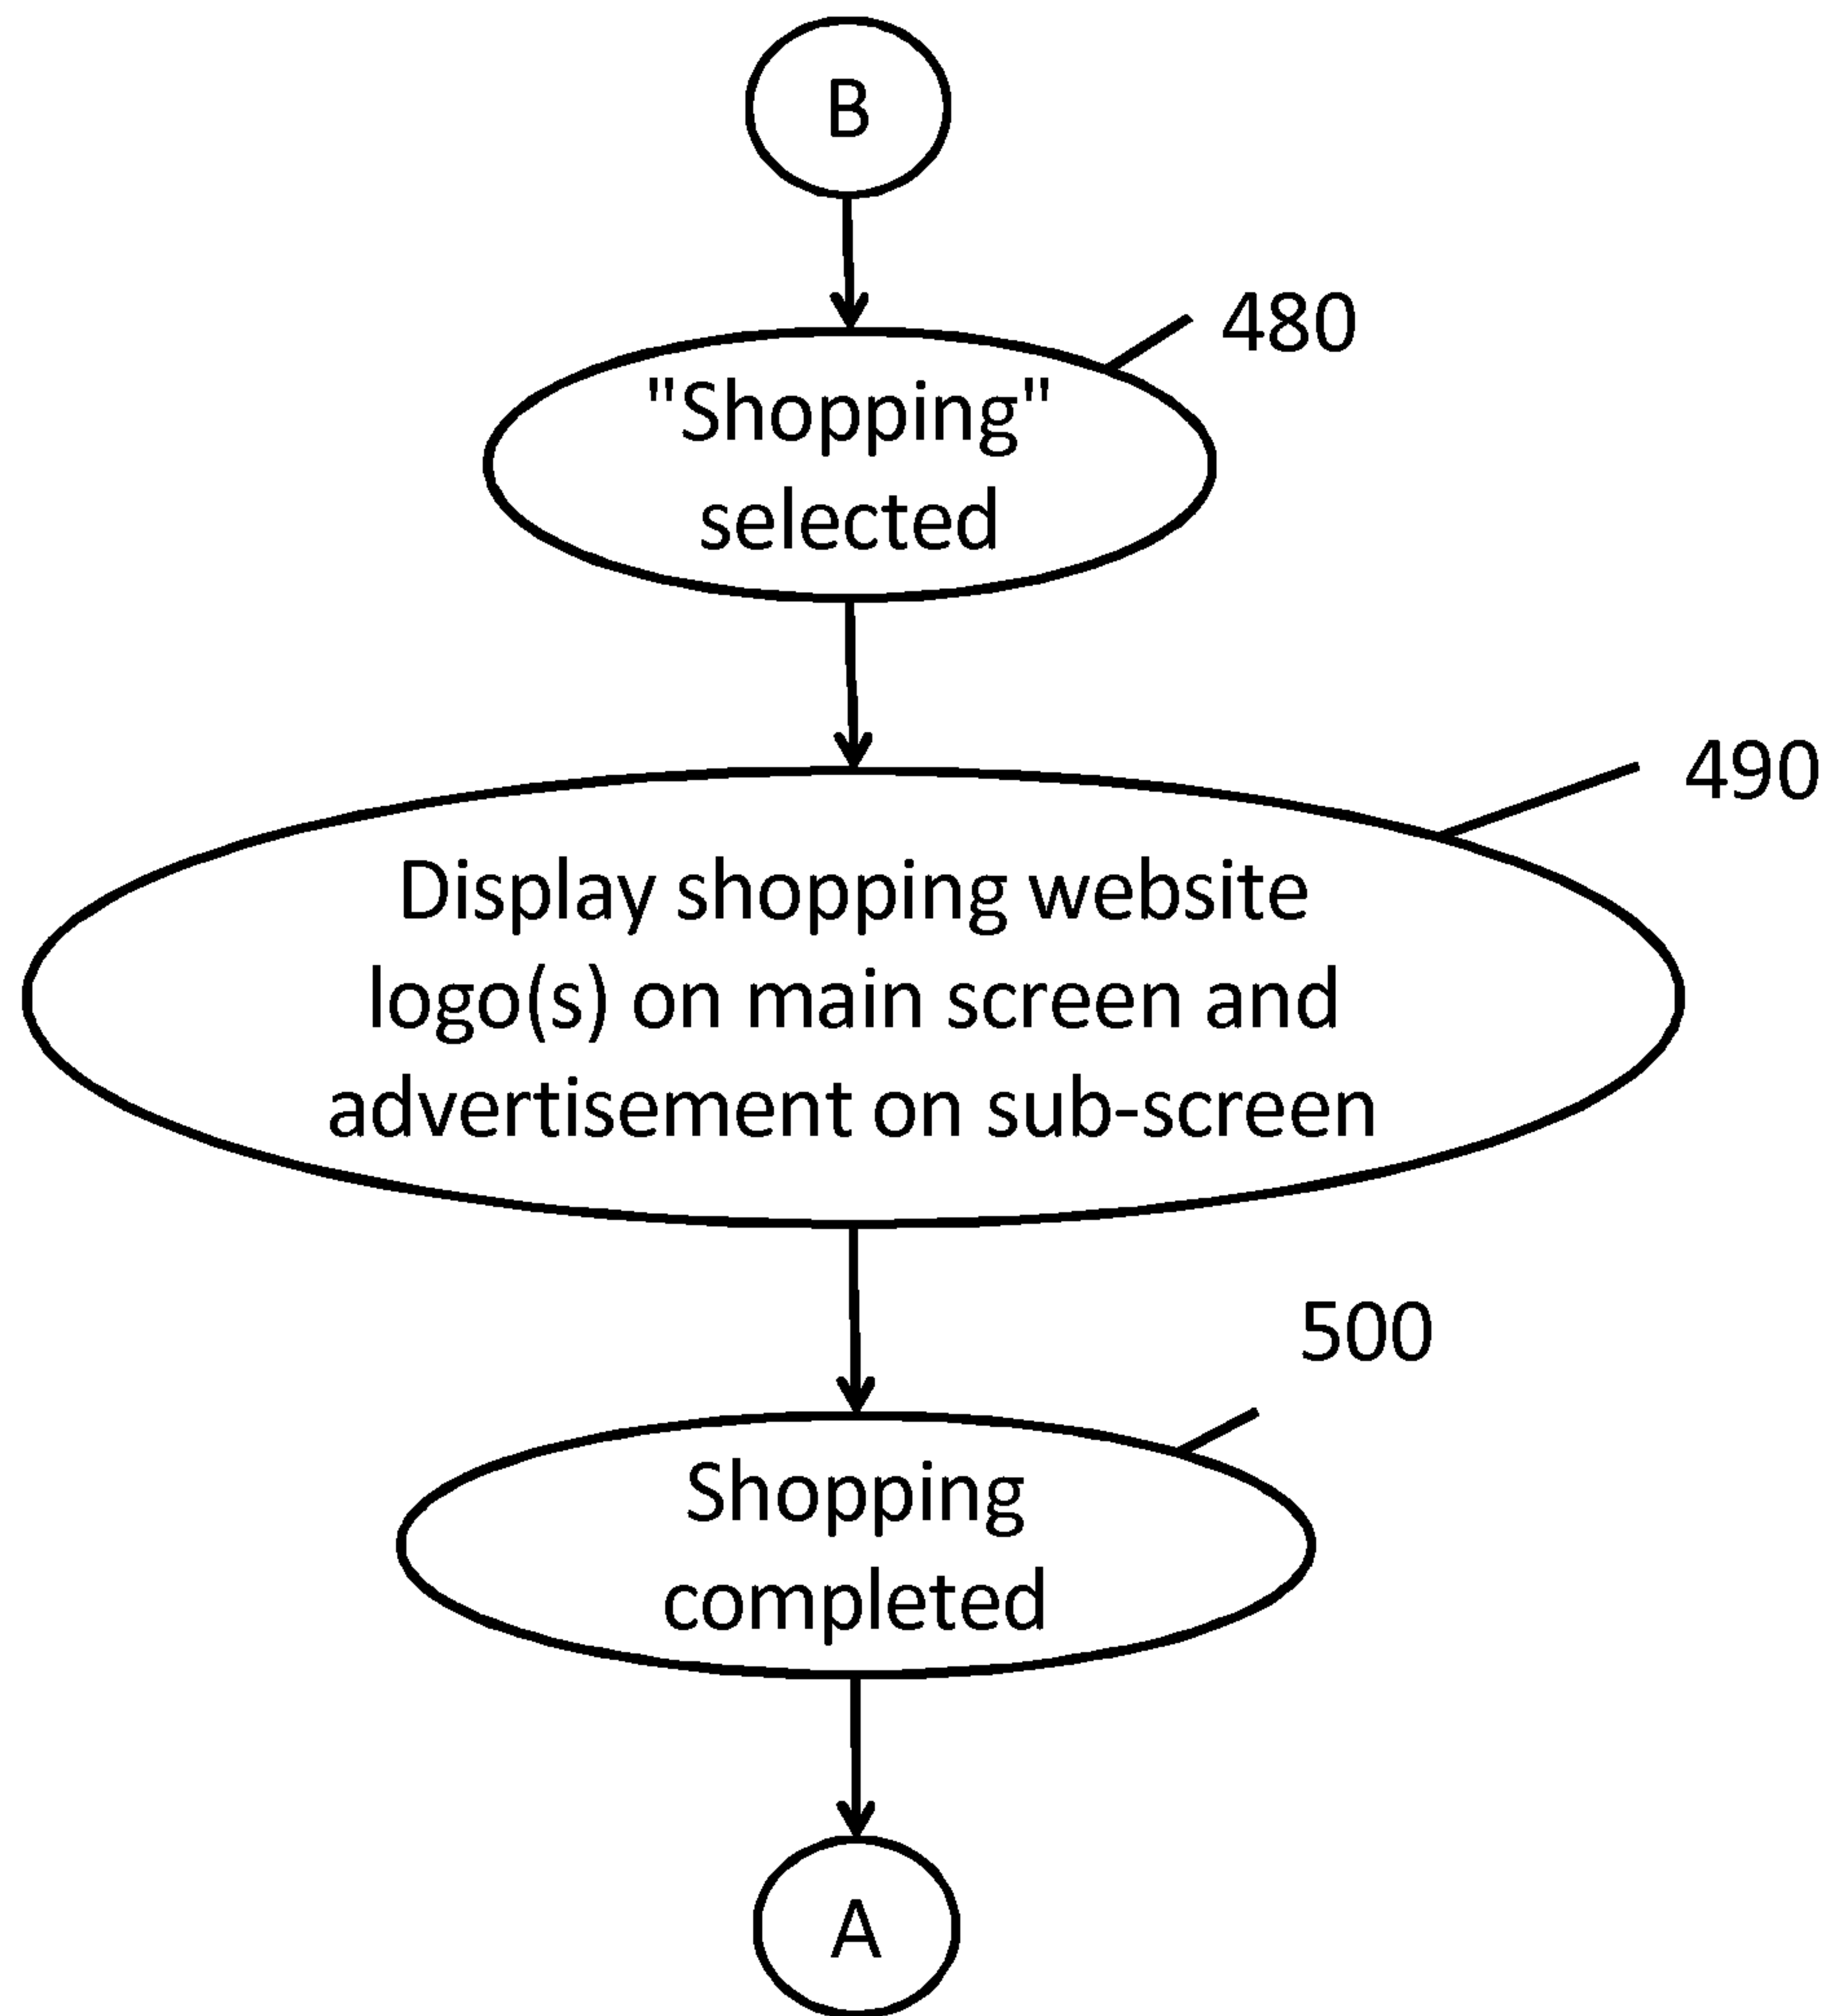 B
480
"Shopping"
selected
490
Display shopping website
logo(s) on main screen and
advertisement on sub-screen
500
Shopping
completed
A